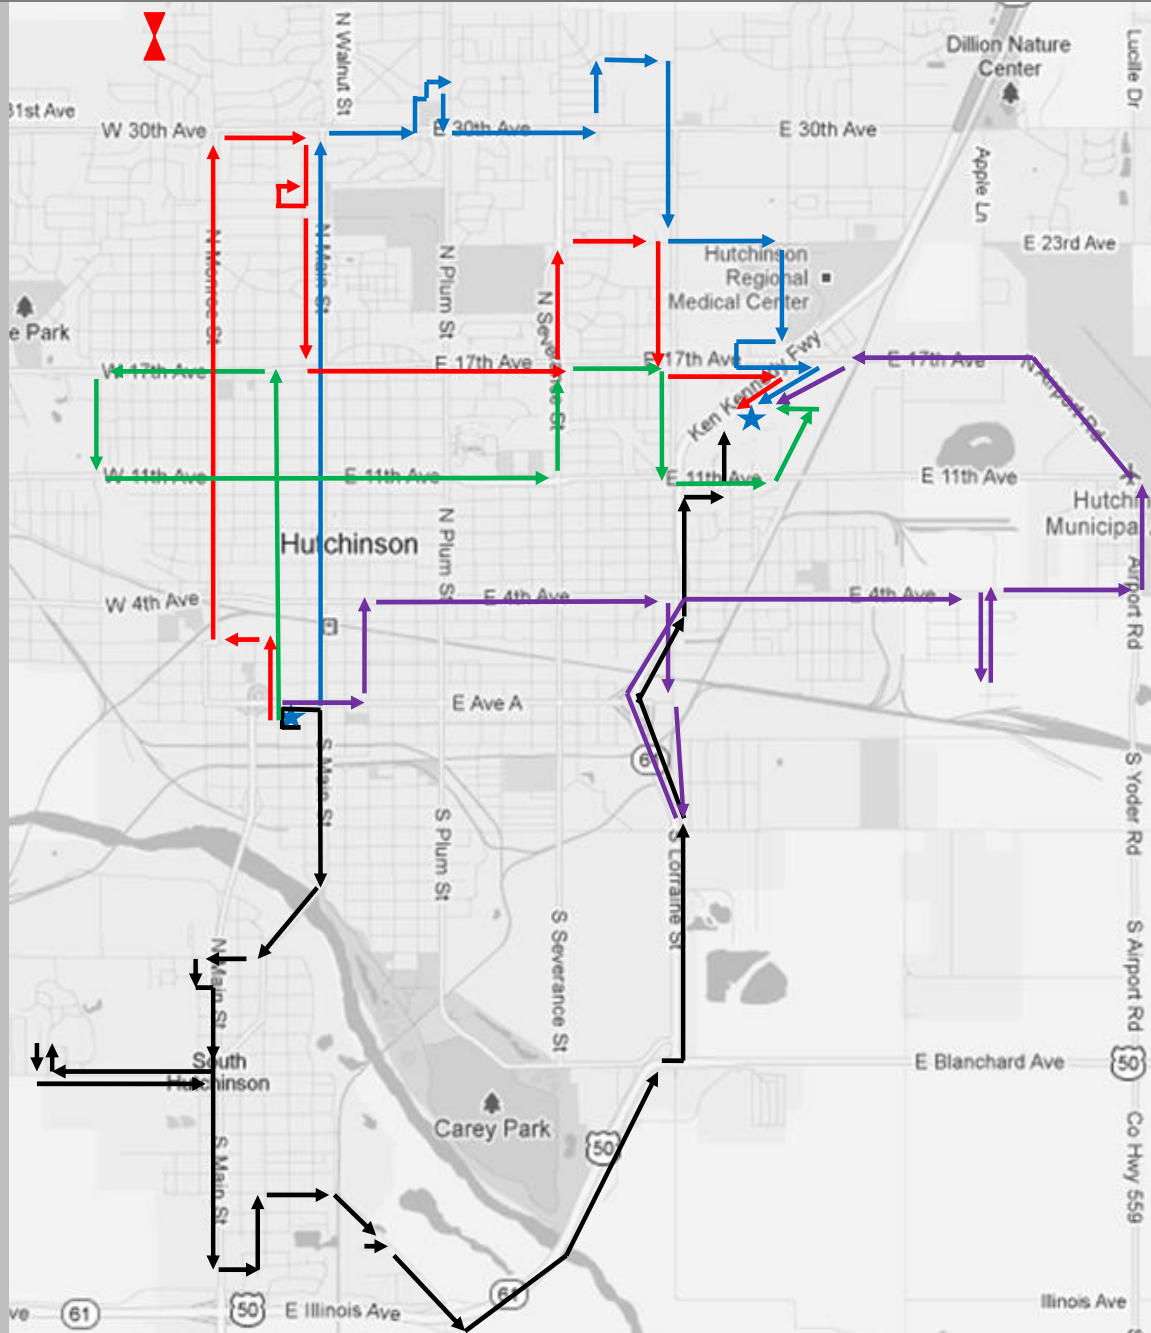 N Walnut St
Dillion Nature
Center
Lucille Dr
31st Ave
W 30th Ave
E 30th Ave
E 30th Ave
Apple Ln
N Monroe St
N Main St
N Plum St
E 23rd Ave
Hutchinson
Regional
Medical Center
e Park
N Severance St
W 17th Ave
E 17th Ave
E 17th Ave
E 17th Ave
Ken Kennedy Fwy
N Airport Rd
W 11th Ave
E 11th Ave
E 11th Ave
E 11th Ave
Hutchin
Municipa
Hutchinson
N Plum St
W 4th Ave
E 4th Ave
E 4th Ave
Airport Rd
E Ave A
S Main St
61
S Yoder Rd
S Plum St
S Lorraine St
S Severance St
S Airport Rd
N Main St
South
Hutchinson
E Blanchard Ave
50
Carey Park
50
S Main St
Co Hwy 559
61
ve
61
50
E Illinois Ave
Illinois Ave